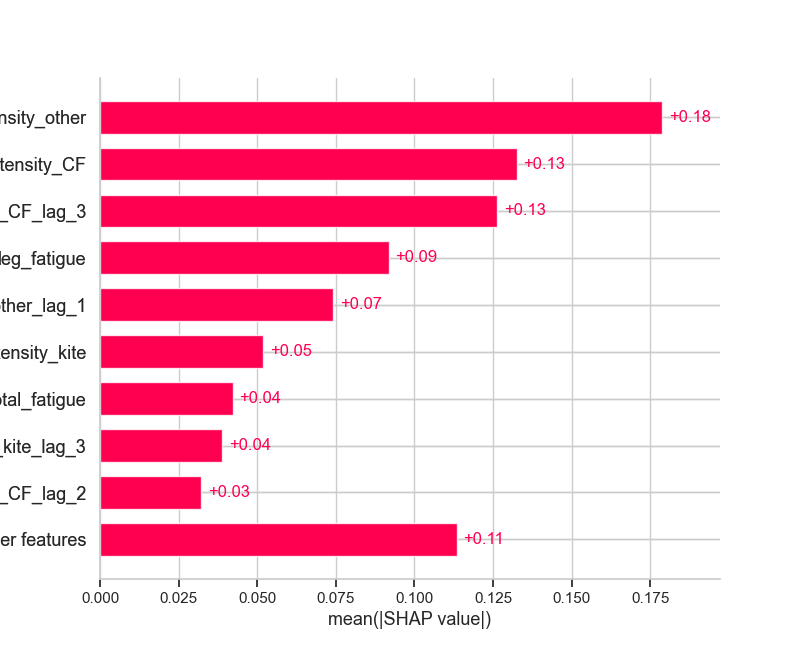 nsity_other +0.18
tensity_CF +0.13
_CF_lag_3 +0.13
leg_fatigue +0.09
other_lag_1 +0.07
tensity_kite +0.05
otal_fatigue +0.04
_kite_lag_3 +0.04
_CF_lag_2 +0.03
er features +0.11
0.000 0.025 0.050 0.075 0.100 0.125 0.150 0.175
mean(|SHAP value|)